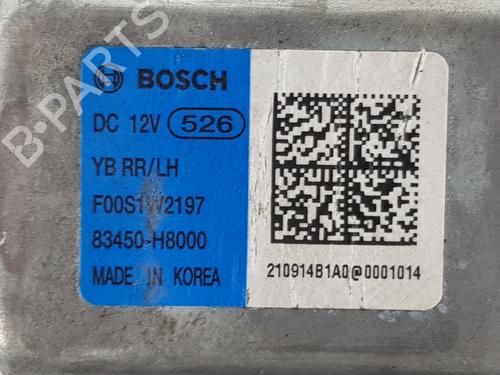 B-PARTS
BOSCH
DC 12V 526
YB RR/LH
F00S1W2197
83450-H8000
MADE IN KOREA
210914B1A0@0001014